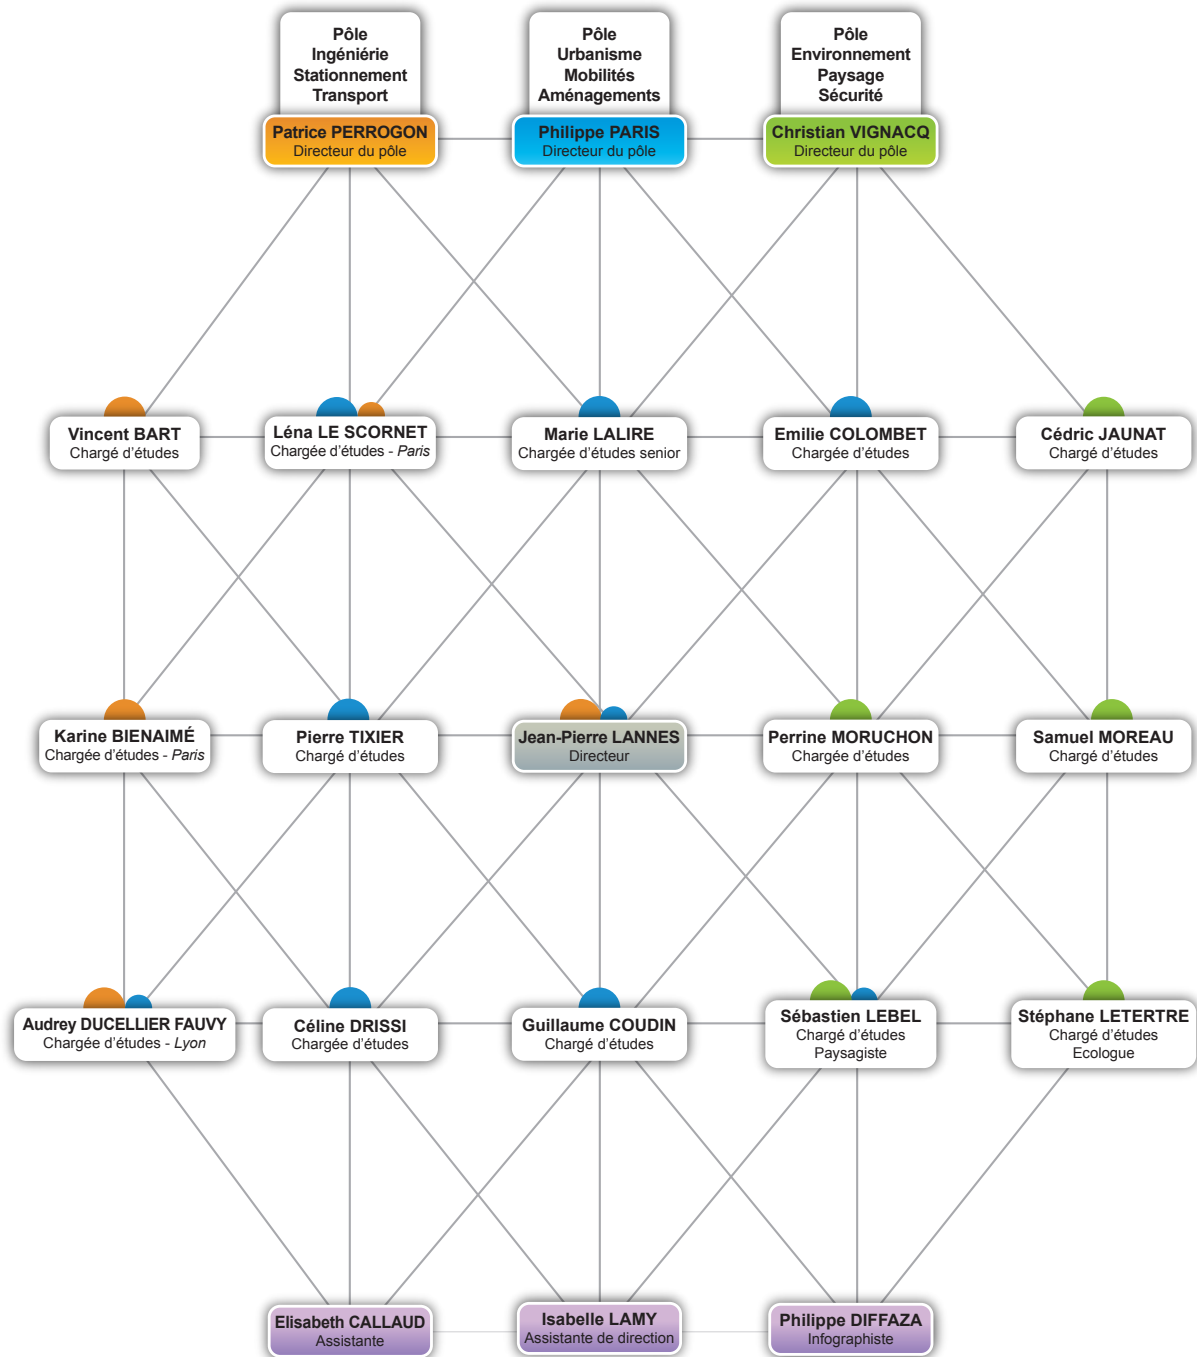 Pôle
Ingéniérie
Stationnement
Transport
Patrice PERROGON
Directeur du pôle
Pôle
Urbanisme
Mobilités
Aménagements
Philippe PARIS
Directeur du pôle
Pôle
Environnement
Paysage
Sécurité
Christian VIGNACQ
Directeur du pôle
Vincent BART
Chargé d'études
Léna LE SCORNET
Chargée d'études - Paris
Marie LALIRE
Chargée d'études senior
Emilie COLOMBET
Chargée d'études
Cédric JAUNAT
Chargé d'études
Karine BIENAIMÉ
Chargée d'études - Paris
Pierre TIXIER
Chargé d'études
Jean-Pierre LANNES
Directeur
Perrine MORUCHON
Chargée d'études
Samuel MOREAU
Chargé d'études
Audrey DUCELLIER FAUVY
Chargée d'études - Lyon
Céline DRISSI
Chargée d'études
Guillaume COUDIN
Chargé d'études
Sébastien LEBEL
Chargé d'études
Paysagiste
Stéphane LETERTRE
Chargé d'études
Ecologue
Elisabeth CALLAUD
Assistante
Isabelle LAMY
Assistante de direction
Philippe DIFFAZA
Infographiste